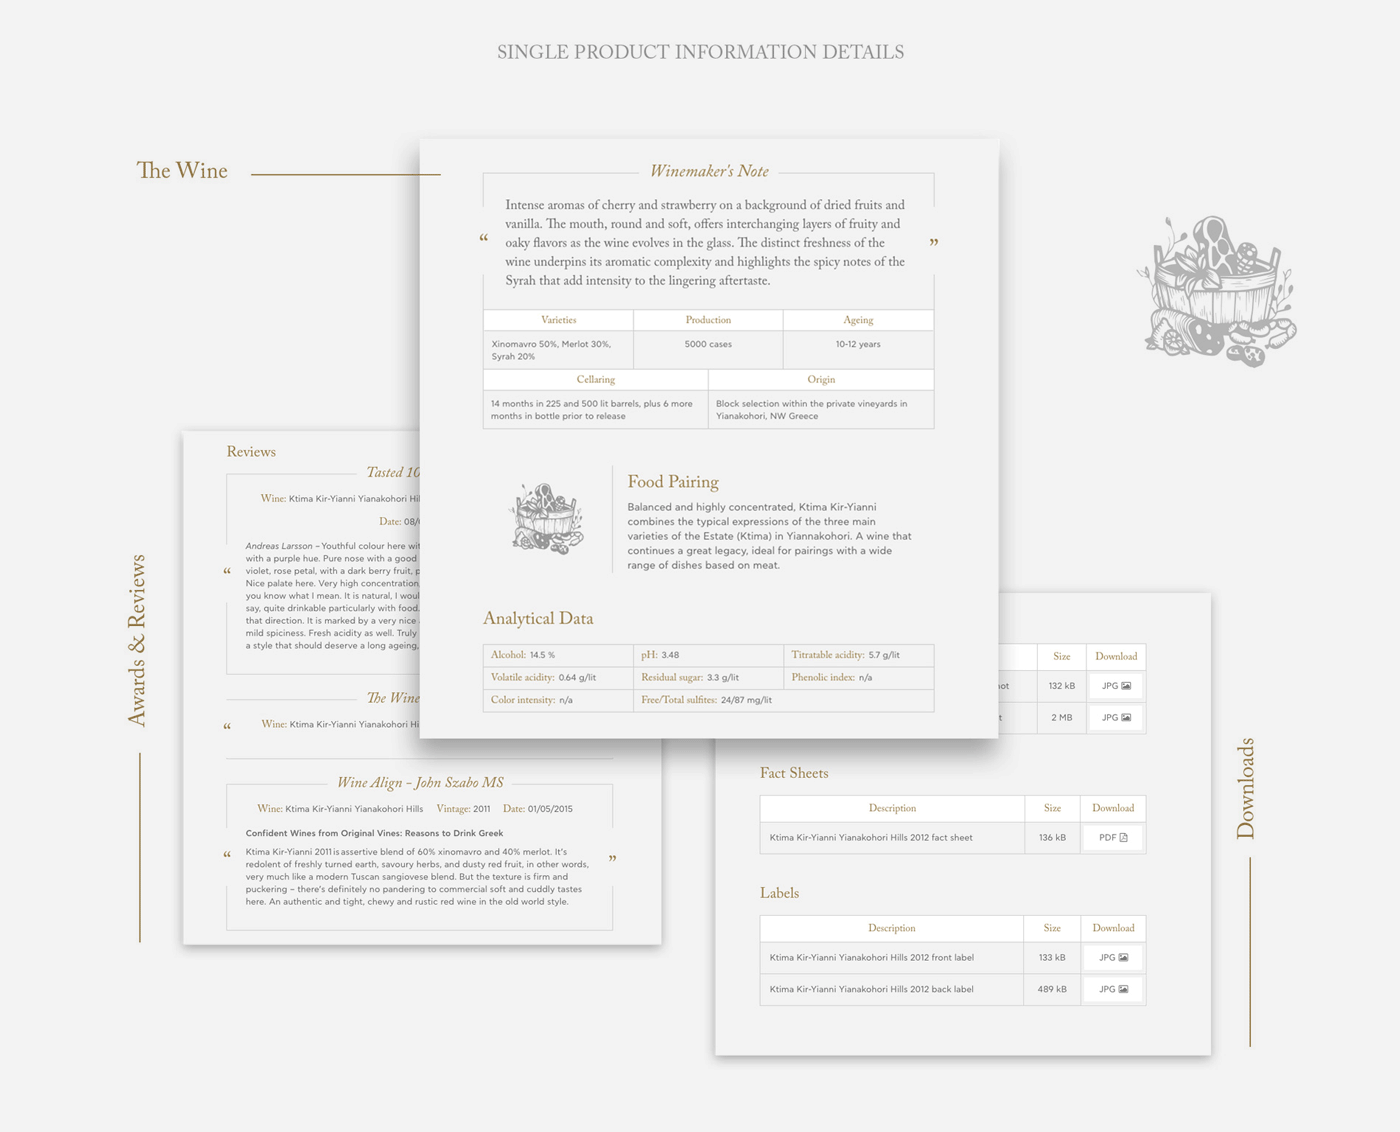 SINGLE PRODUCT INFORMATION DETAILS
The Wine
Winemaker's Note
Intense aromas of cherry and strawberry on a background of dried fruits and
vanilla. The mouth, round and soft, offers interchanging layers of fruity and
“ oaky flavors as the wine evolves in the glass. The distinct freshness of the ”
wine underpins its aromatic complexity and highlights the spicy notes of the
Syrah that add intensity to the lingering aftertaste.
Varieties Production Ageing
Xinomavro 50%, Merlot 30%, 5000 cases 10-12 years
Syrah 20%
Cellaring Origin
14 months in 225 and 500 lit barrels, plus 6 more Block selection within the private vineyards in
months in bottle prior to release Yianakohori, NW Greece
Food Pairing
Balanced and highly concentrated, Ktima Kir-Yianni
combines the typical expressions of the three main
varieties of the Estate (Ktima) in Yiannakohori. A wine that
continues a great legacy, ideal for pairings with a wide
range of dishes based on meat.
Analytical Data
Alcohol: 14.5 % pH: 3.48 Titratable acidity: 5.7 g/lit
Volatile acidity: 0.64 g/lit Residual sugar: 3.3 g/lit Phenolic index: n/a
Color intensity: n/a Free/Total sulfites: 24/87 mg/lit
Awards & Reviews
Reviews
Tasted 10
Wine: Ktima Kir-Yianni Yianakohori Hil
Date: 08/
Andreas Larsson – Youthful colour here wit
with a purple hue. Pure nose with a good
“ violet, rose petal, with a dark berry fruit, p
Nice palate here. Very high concentration,
you know what I mean. It is natural, I woul
say, quite drinkable particularly with food.
that direction. It is marked by a very nice
mild spiciness. Fresh acidity as well. Truly
a style that should deserve a long ageing,
The Wine
“ Wine: Ktima Kir-Yianni Yianakohori Hi
Wine Align - John Szabo MS
Wine: Ktima Kir-Yianni Yianakohori Hills Vintage: 2011 Date: 01/05/2015
Confident Wines from Original Vines: Reasons to Drink Greek
“ Ktima Kir-Yianni 2011 is assertive blend of 60% xinomavro and 40% merlot. It's ”
redolent of freshly turned earth, savoury herbs, and dusty red fruit, in other words,
very much like a modern Tuscan sangiovese blend. But the texture is firm and
puckering – there's definitely no pandering to commercial soft and cuddly tastes
here. An authentic and tight, chewy and rustic red wine in the old world style.
Downloads
Size Download
hot 132 kB JPG
t 2 MB JPG
Fact Sheets
Description Size Download
Ktima Kir-Yianni Yianakohori Hills 2012 fact sheet 136 kB PDF
Labels
Description Size Download
Ktima Kir-Yianni Yianakohori Hills 2012 front label 133 kB JPG
Ktima Kir-Yianni Yianakohori Hills 2012 back label 489 kB JPG